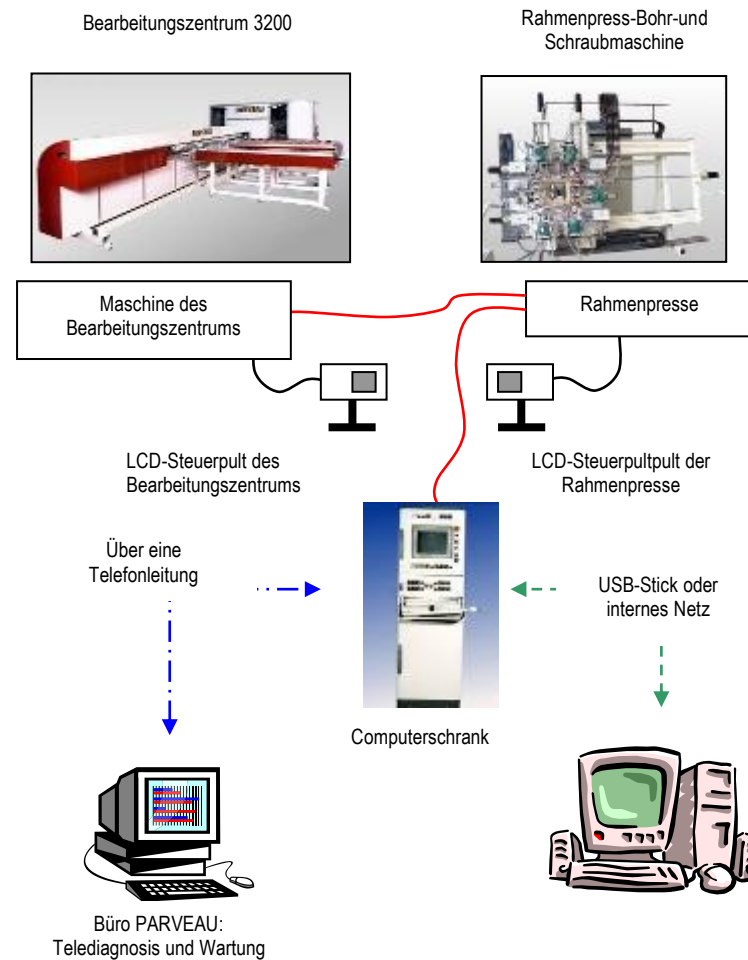 Bearbeitungszentrum 3200
Rahmenpress-Bohr-und
Schraubmaschine
Maschine des
Bearbeitungszentrums
Rahmenpresse
LCD-Steuerpult des
Bearbeitungszentrums
LCD-Steuerpultpult der
Rahmenpresse
Über eine
Telefonleitung
USB-Stick oder
internes Netz
Computerschrank
Büro PARVEAU:
Telediagnosis und Wartung